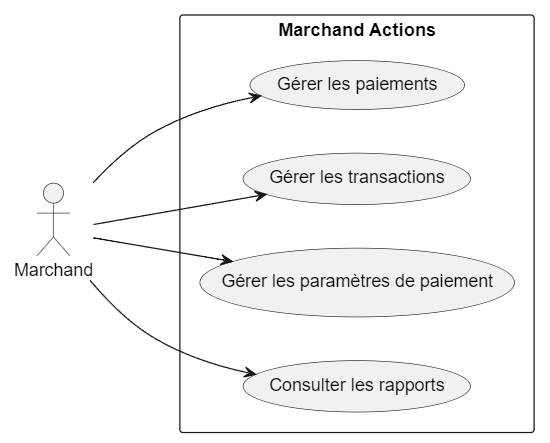 Marchand Actions
Gérer les paiements
Gérer les transactions
Marchand
Gérer les paramètres de paiement
Consulter les rapports